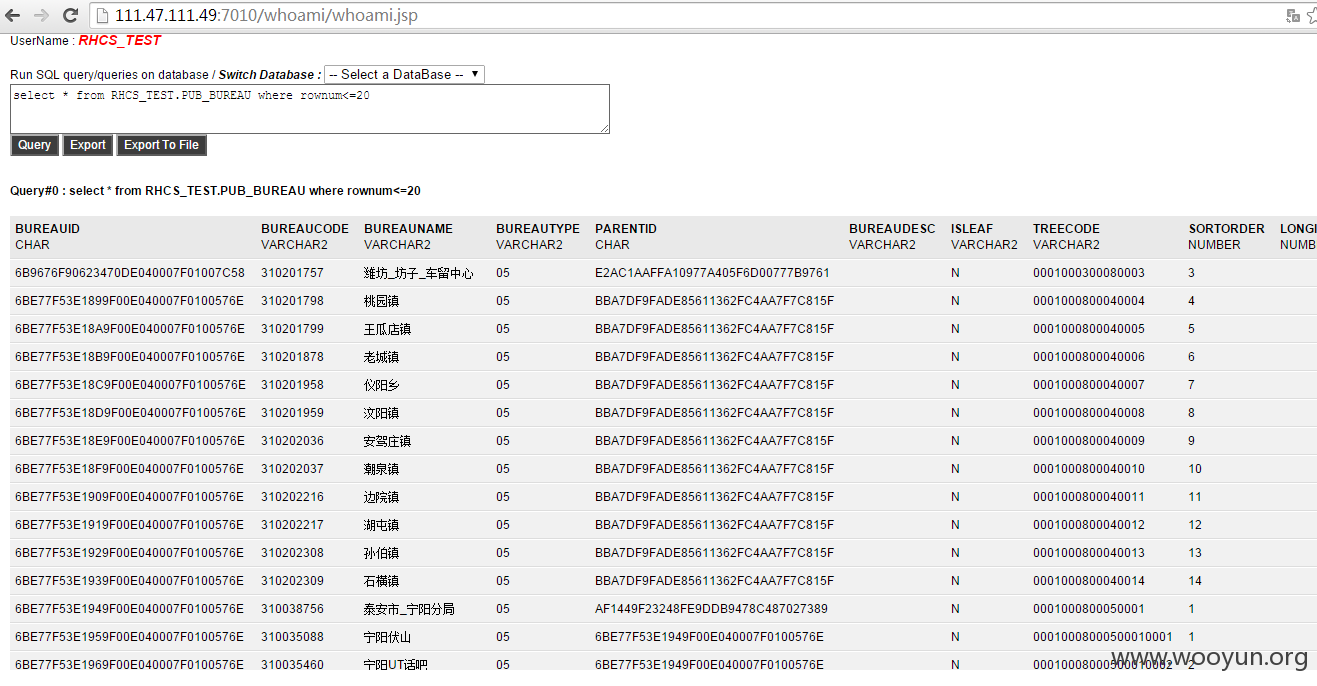 111.47.111.49:7010/whoami/whoami.jsp
UserName : RHCS_TEST
Run SQL query/queries on database / Switch Database : -- Select a DataBase --
select * from RHCS_TEST.PUB_BUREAU where rownum<=20
Query Export Export To File
Query#0 : select * from RHCS_TEST.PUB_BUREAU where rownum<=20
BUREAUID BUREAUCODE BUREAUNAME BUREAUTYPE PARENTID BUREAUDESC ISLEAF TREECODE SORTORDER LONGI
CHAR VARCHAR2 VARCHAR2 VARCHAR2 CHAR VARCHAR2 VARCHAR2 VARCHAR2 NUMBER NUMB
6B9676F90623470DE040007F01007C58 310201757 潍坊_坊子_车留中心 05 E2AC1AAFFA10977A405F6D00777B9761 N 0001000300080003 3
6BE77F53E1899F00E040007F0100576E 310201798 桃园镇 05 BBA7DF9FADE85611362FC4AA7F7C815F N 0001000800040004 4
6BE77F53E18A9F00E040007F0100576E 310201799 王瓜店镇 05 BBA7DF9FADE85611362FC4AA7F7C815F N 0001000800040005 5
6BE77F53E18B9F00E040007F0100576E 310201878 老城镇 05 BBA7DF9FADE85611362FC4AA7F7C815F N 0001000800040006 6
6BE77F53E18C9F00E040007F0100576E 310201958 仪阳乡 05 BBA7DF9FADE85611362FC4AA7F7C815F N 0001000800040007 7
6BE77F53E18D9F00E040007F0100576E 310201959 汶阳镇 05 BBA7DF9FADE85611362FC4AA7F7C815F N 0001000800040008 8
6BE77F53E18E9F00E040007F0100576E 310202036 安驾庄镇 05 BBA7DF9FADE85611362FC4AA7F7C815F N 0001000800040009 9
6BE77F53E18F9F00E040007F0100576E 310202037 潮泉镇 05 BBA7DF9FADE85611362FC4AA7F7C815F N 0001000800040010 10
6BE77F53E1909F00E040007F0100576E 310202216 边院镇 05 BBA7DF9FADE85611362FC4AA7F7C815F N 0001000800040011 11
6BE77F53E1919F00E040007F0100576E 310202217 湖屯镇 05 BBA7DF9FADE85611362FC4AA7F7C815F N 0001000800040012 12
6BE77F53E1929F00E040007F0100576E 310202308 孙伯镇 05 BBA7DF9FADE85611362FC4AA7F7C815F N 0001000800040013 13
6BE77F53E1939F00E040007F0100576E 310202309 石横镇 05 BBA7DF9FADE85611362FC4AA7F7C815F N 0001000800040014 14
6BE77F53E1949F00E040007F0100576E 310038756 泰安市_宁阳分局 05 AF1449F23248FE9DDB9478C487027389 N 0001000800050001 1
6BE77F53E1959F00E040007F0100576E 310035088 宁阳伏山 05 6BE77F53E1949F00E040007F0100576E N 00010008000500010001 1
6BE77F53E1969F00E040007F0100576E 310035460 宁阳UT话吧 05 6BE77F53E1949F00E040007F0100576E N 00010008000500010002 2
www.wooyun.org